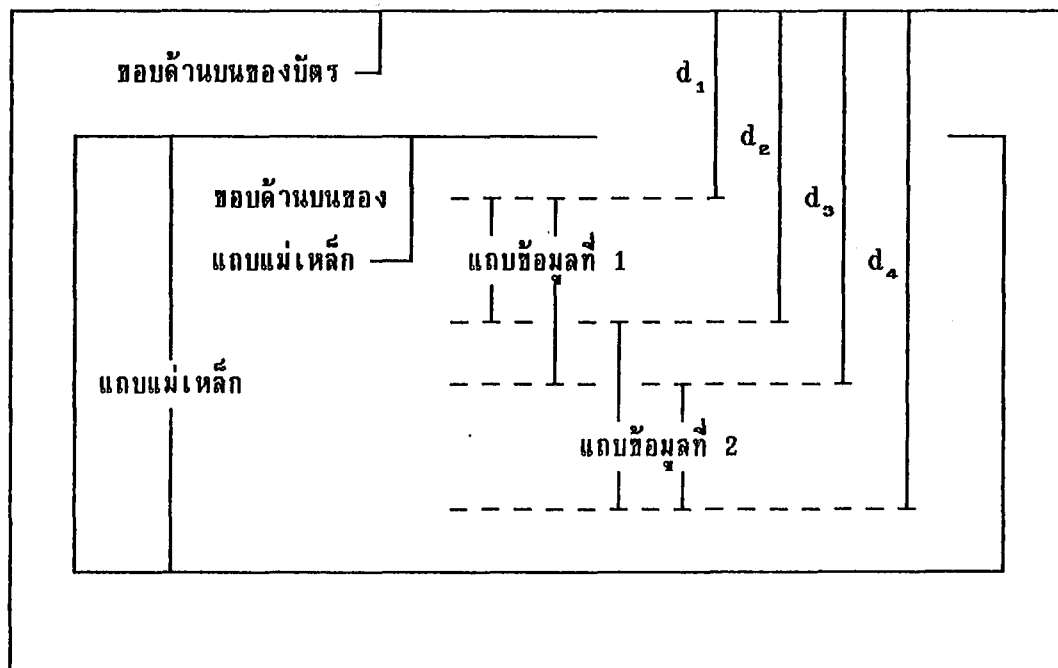 ขอบด้านบนของบัตร
d₁
d₂
ขอบด้านบนของ
d₃
แถบแม่เหล็ก
แถบข้อมูลที่ 1
d₄
แถบแม่เหล็ก
แถบข้อมูลที่ 2